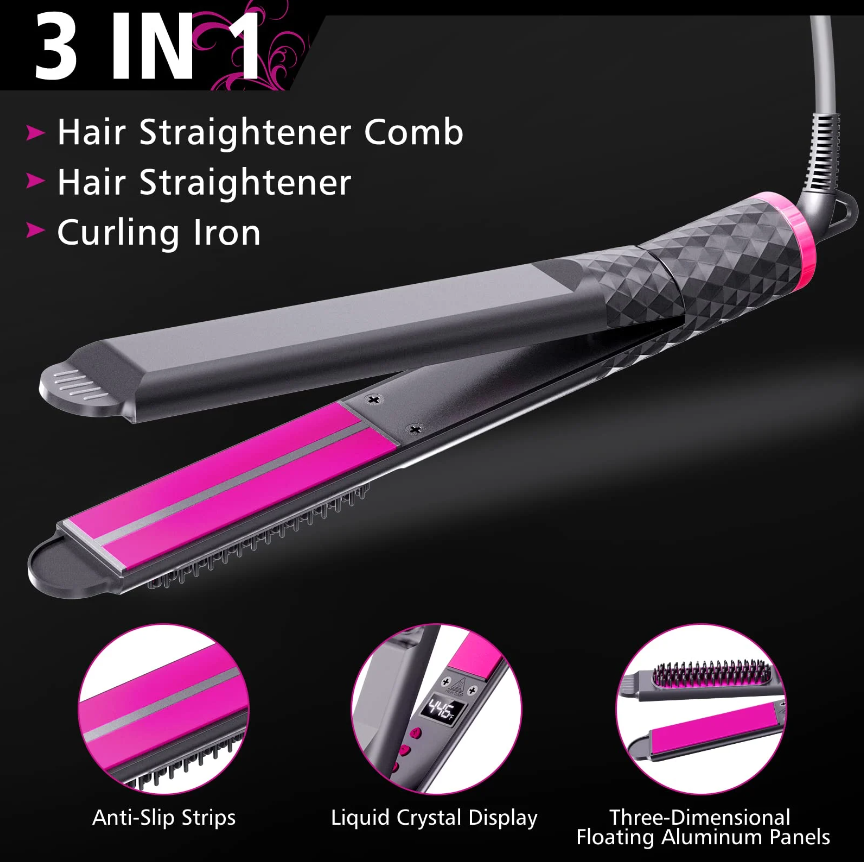 3 IN 1
Hair Straightener Comb
Hair Straightener
Curling Iron
446°F
Anti-Slip Strips
Liquid Crystal Display
Three-Dimensional
Floating Aluminum Panels